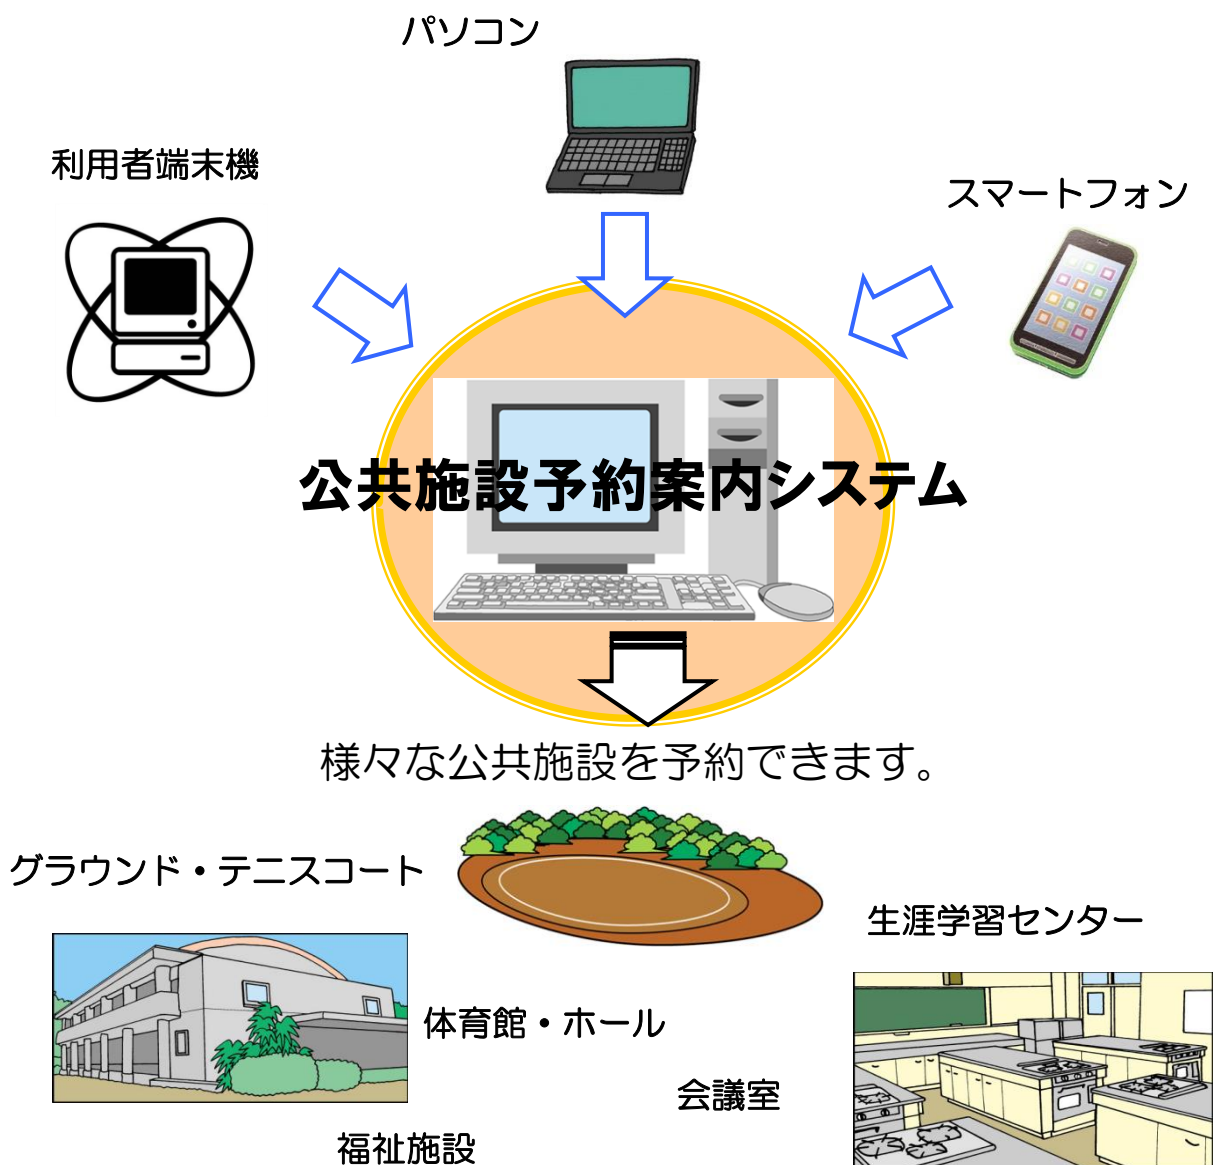 パソコン
利用者端末機
スマートフォン
公共施設予約案内システム
様々な公共施設を予約できます。
グラウンド・テニスコート
生涯学習センター
体育館・ホール
会議室
福祉施設